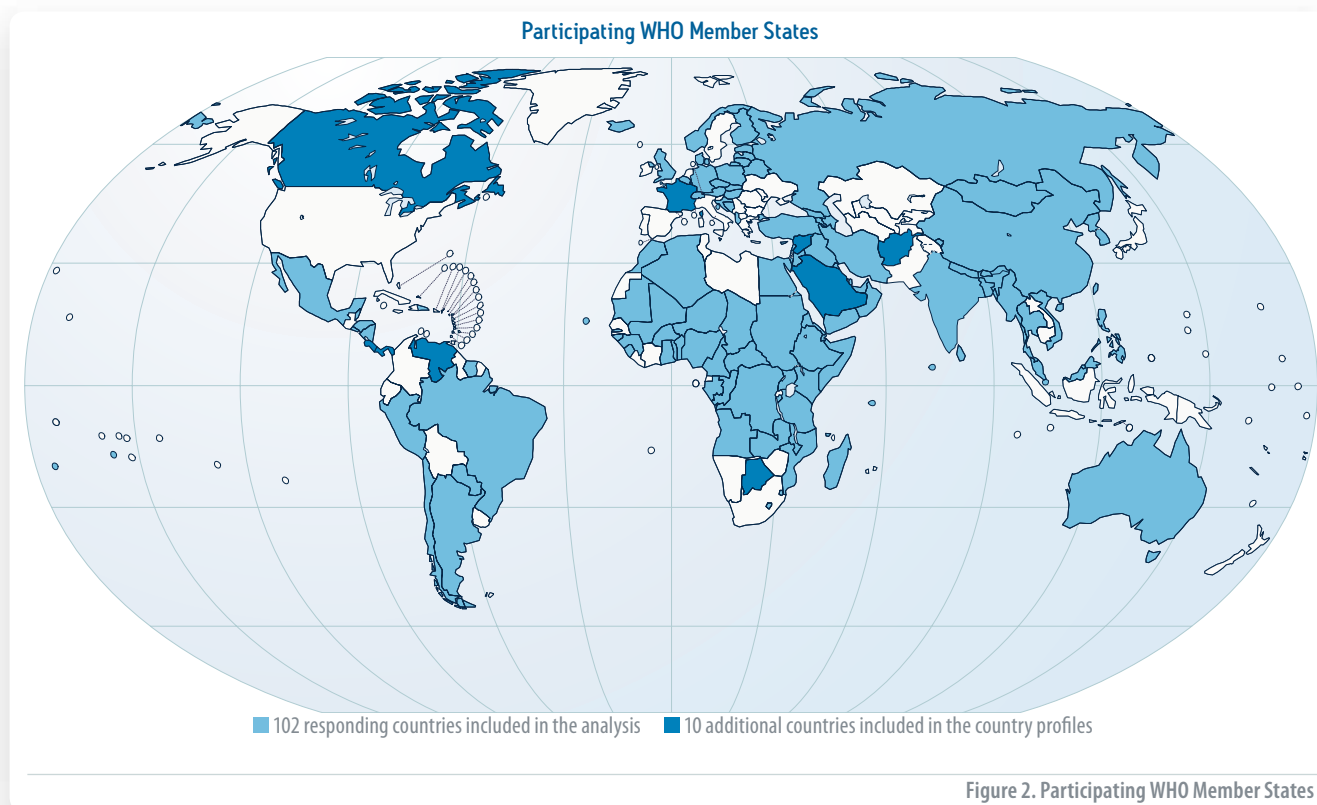 Participating WHO Member States
102 responding countries included in the analysis
10 additional countries included in the country profiles
Figure 2. Participating WHO Member States